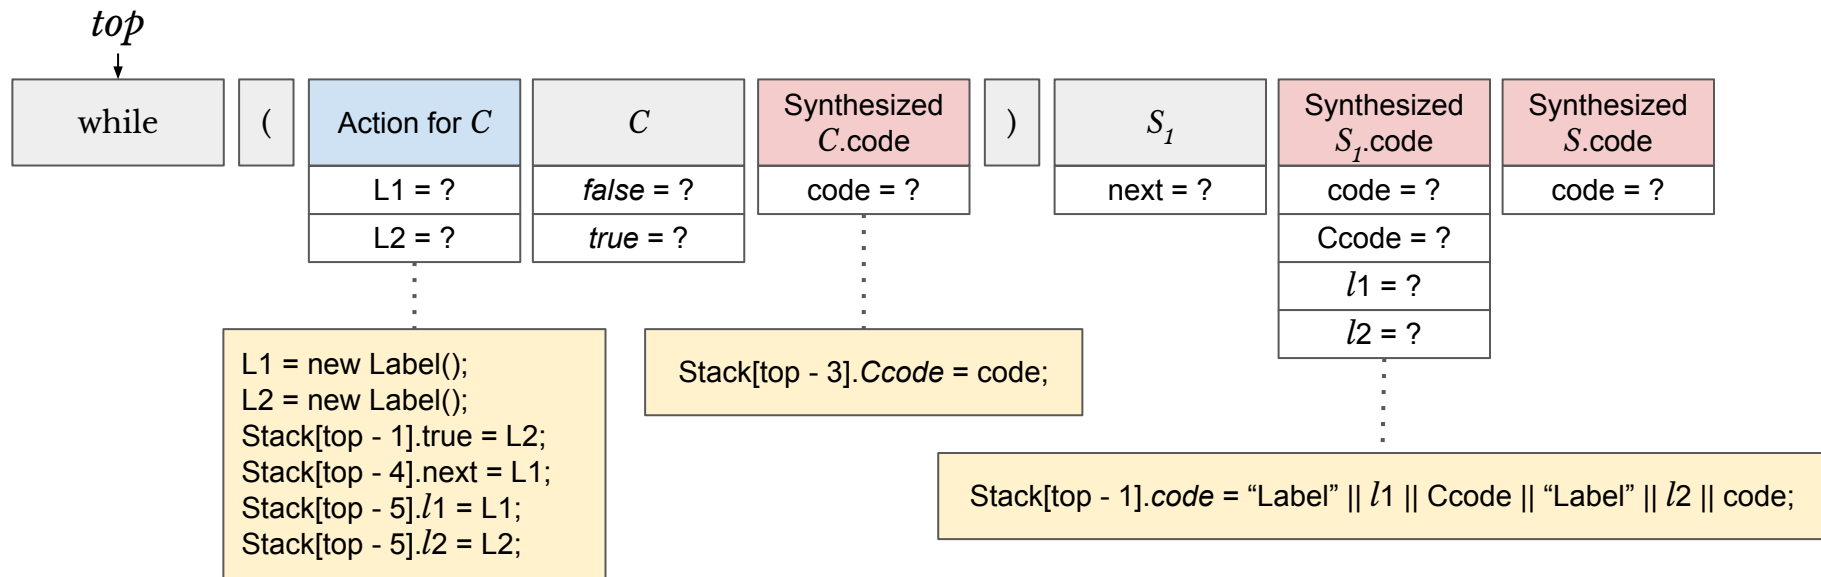 top
while
(
Action for C
C
Synthesized
C.code
)
S1
Synthesized
S1.code
Synthesized
S.code
L1 = ?
false = ?
code = ?
next = ?
code = ?
code = ?
L2 = ?
true = ?
Ccode = ?
l1 = ?
l2 = ?
L1 = new Label();
L2 = new Label();
Stack[top - 1].true = L2;
Stack[top - 4].next = L1;
Stack[top - 5].l1 = L1;
Stack[top - 5].l2 = L2;
Stack[top - 3].Ccode = code;
Stack[top - 1].code = “Label” || l1 || Ccode || “Label” || l2 || code;